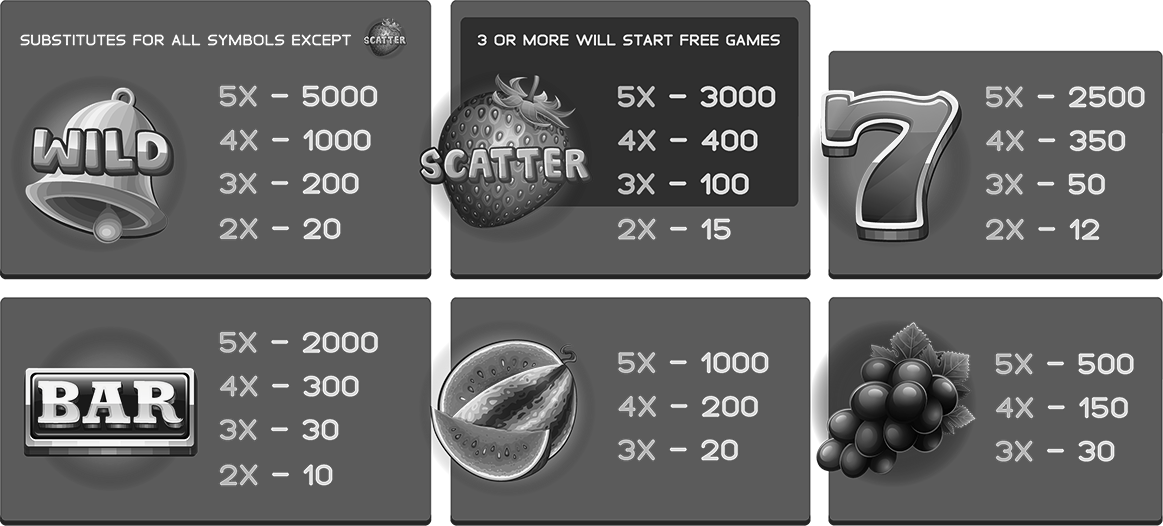 SUBSTITUTES FOR ALL SYMBOLS EXCEPT SCATTER
WILD
5X – 5000
4X – 1000
3X – 200
2X – 20
3 OR MORE WILL START FREE GAMES
SCATTER
5X – 3000
4X – 400
3X – 100
2X – 15
7
5X – 2500
4X – 350
3X – 50
2X – 12
BAR
5X – 2000
4X – 300
3X – 30
2X – 10
5X – 1000
4X – 200
3X – 20
5X – 500
4X – 150
3X – 30